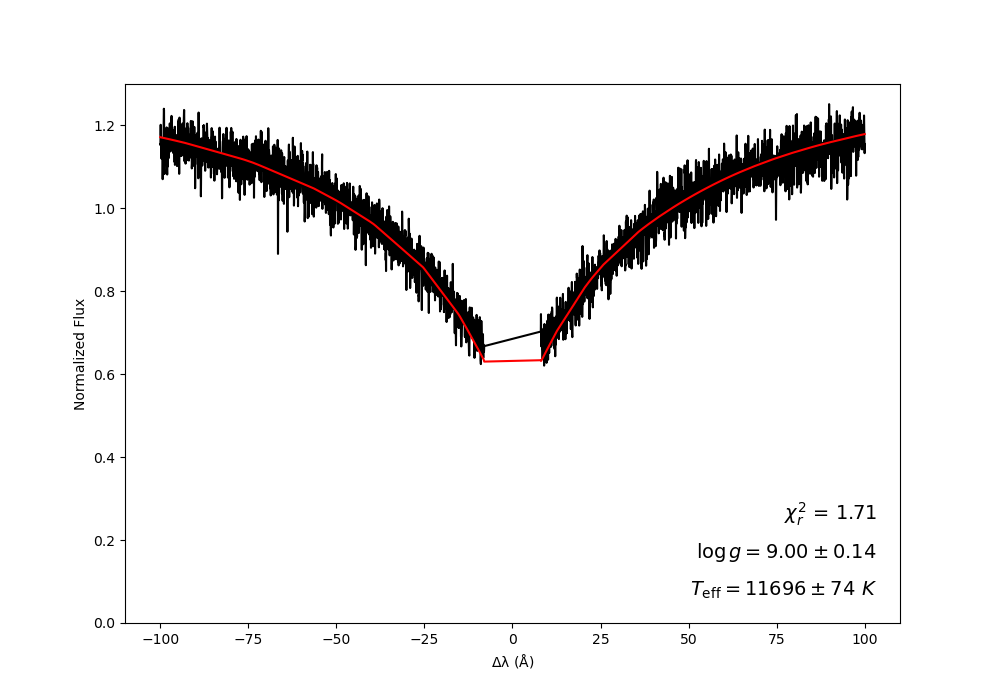 1.2
1.0
0.8
0.6
0.4
0.2
0.0
Normalized Flux
χ²ᵣ = 1.71
log g = 9.00 ± 0.14
T_eff = 11696 ± 74 K
−100 −75 −50 −25 0 25 50 75 100
Δλ (Å)